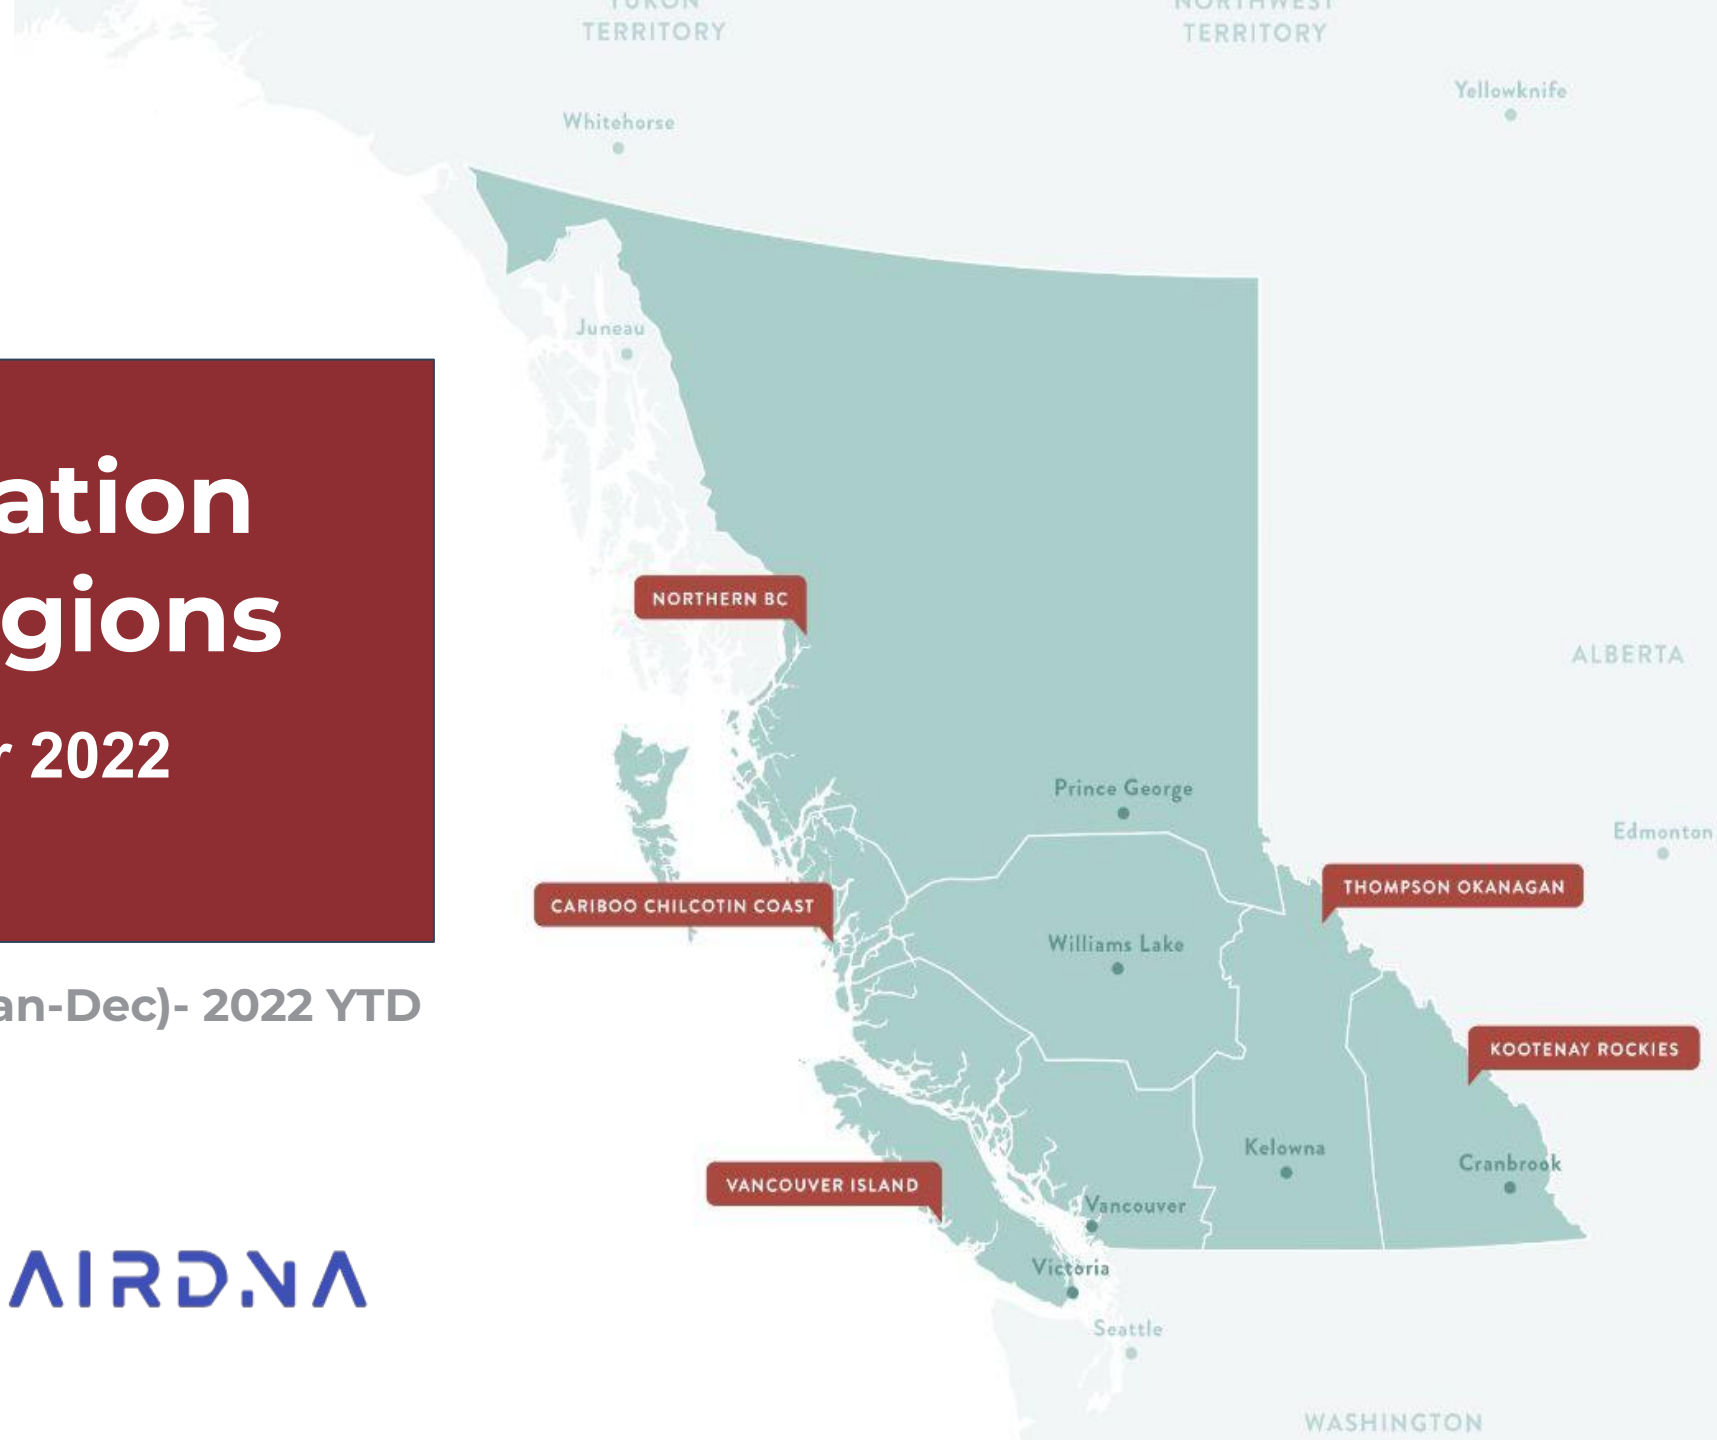 TERRITORY
TERRITORY
Yellowknife
Whitehorse
Juneau
ation
gions
r 2022
NORTHERN BC
ALBERTA
Prince George
Edmonton
THOMPSON OKANAGAN
CARIBOO CHILCOTIN COAST
Williams Lake
an-Dec)- 2022 YTD
KOOTENAY ROCKIES
Kelowna
Cranbrook
VANCOUVER ISLAND
Vancouver
Victoria
AIRDNA
Seattle
WASHINGTON